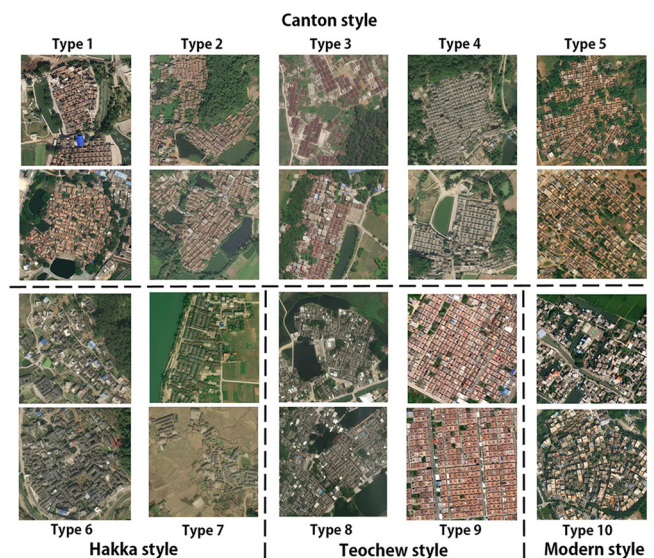 Canton style
Type 1 Type 2 Type 3 Type 4 Type 5
Type 6 Type 7 Type 8 Type 9 Type 10
Hakka style Teochew style Modern style